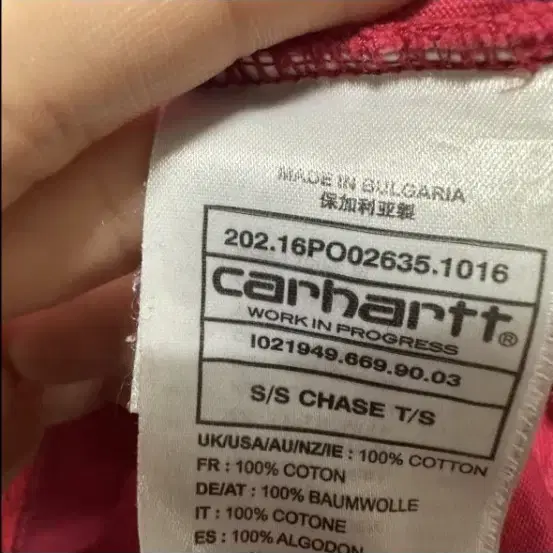 MADE IN BULGARIA
保加利亚製
202.16PO02635.1016
carhartt®
WORK IN PROGRESS
I021949.669.90.03
S/S CHASE T/S
UK/USA/AU/NZ/IE : 100% COTTON
FR : 100% COTON
DE/AT : 100% BAUMWOLLE
IT : 100% COTONE
ES : 100% ALGODON